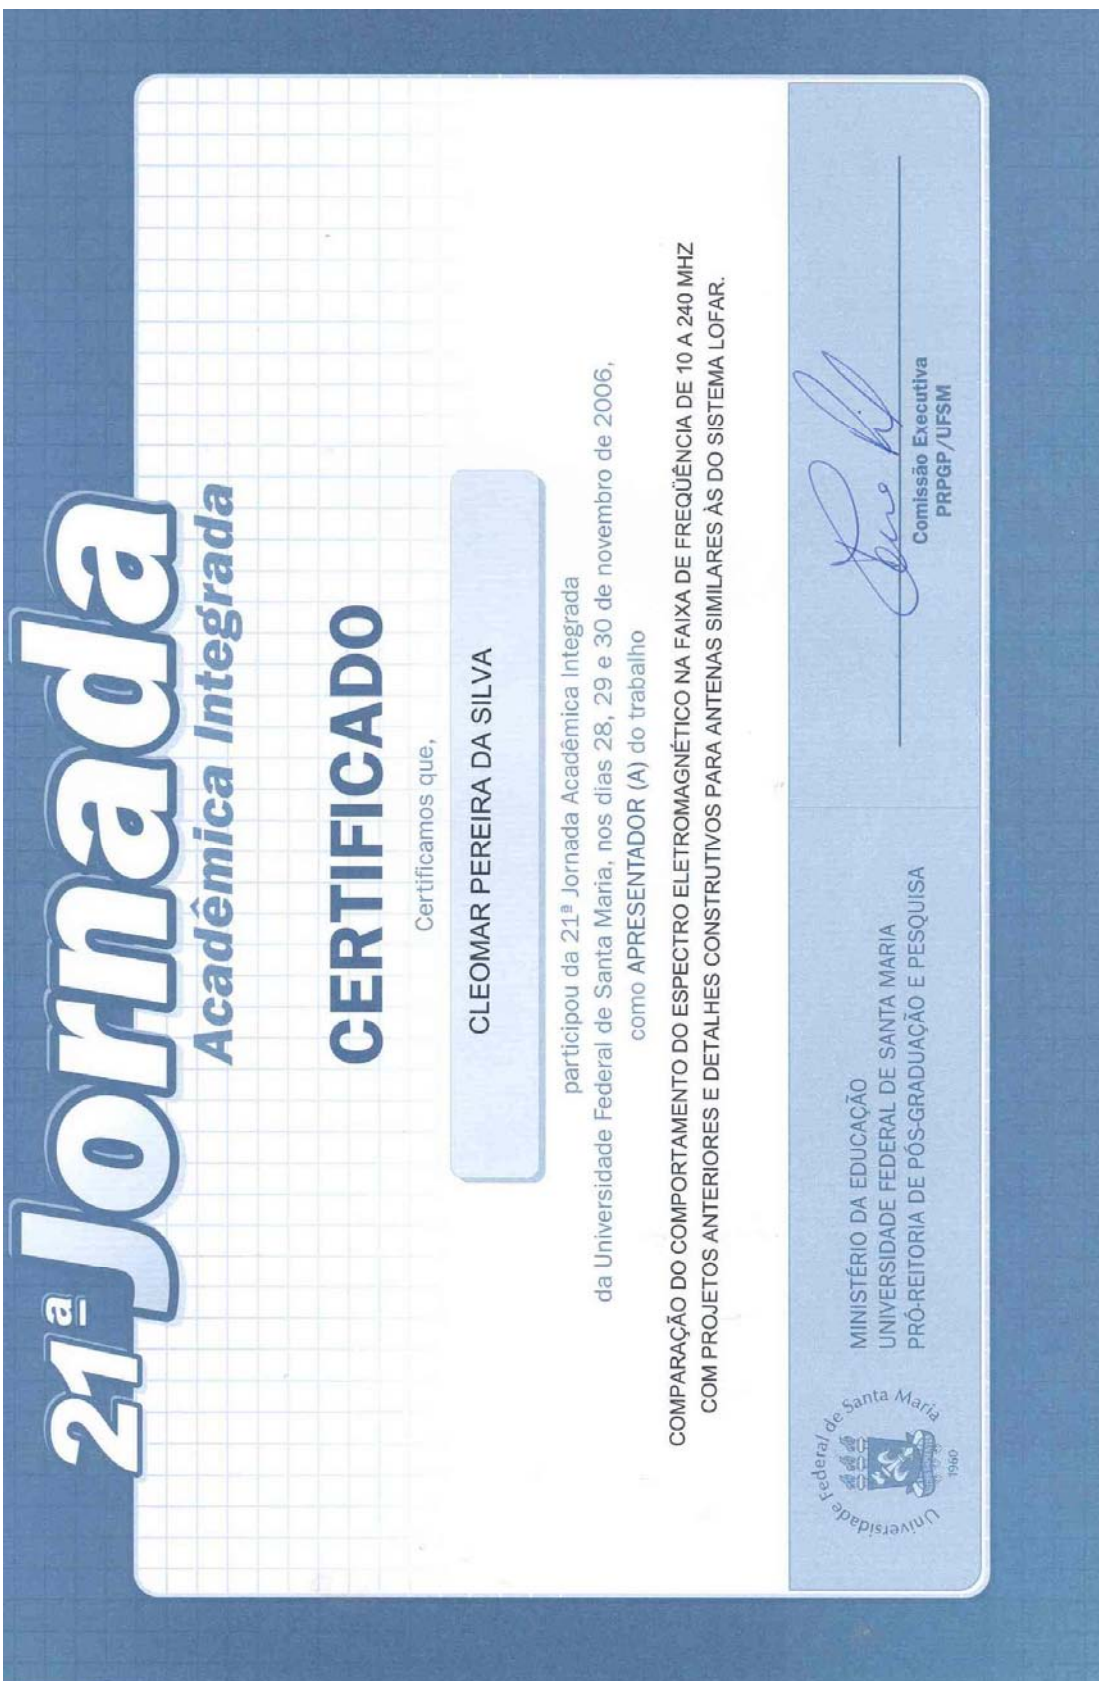 21ª Jornada
Acadêmica Integrada
CERTIFICADO
Certificamos que,
CLEOMAR PEREIRA DA SILVA
participou da 21ª Jornada Acadêmica Integrada
da Universidade Federal de Santa Maria, nos dias 28, 29 e 30 de novembro de 2006,
como APRESENTADOR (A) do trabalho
COMPARAÇÃO DO COMPORTAMENTO DO ESPECTRO ELETROMAGNÉTICO NA FAIXA DE FREQÜÊNCIA DE 10 A 240 MHZ
COM PROJETOS ANTERIORES E DETALHES CONSTRUTIVOS PARA ANTENAS SIMILARES ÀS DO SISTEMA LOFAR.
Universidade Federal de Santa Maria
1960
MINISTÉRIO DA EDUCAÇÃO
UNIVERSIDADE FEDERAL DE SANTA MARIA
PRÓ-REITORIA DE PÓS-GRADUAÇÃO E PESQUISA
Comissão Executiva
PRPGP/UFSM